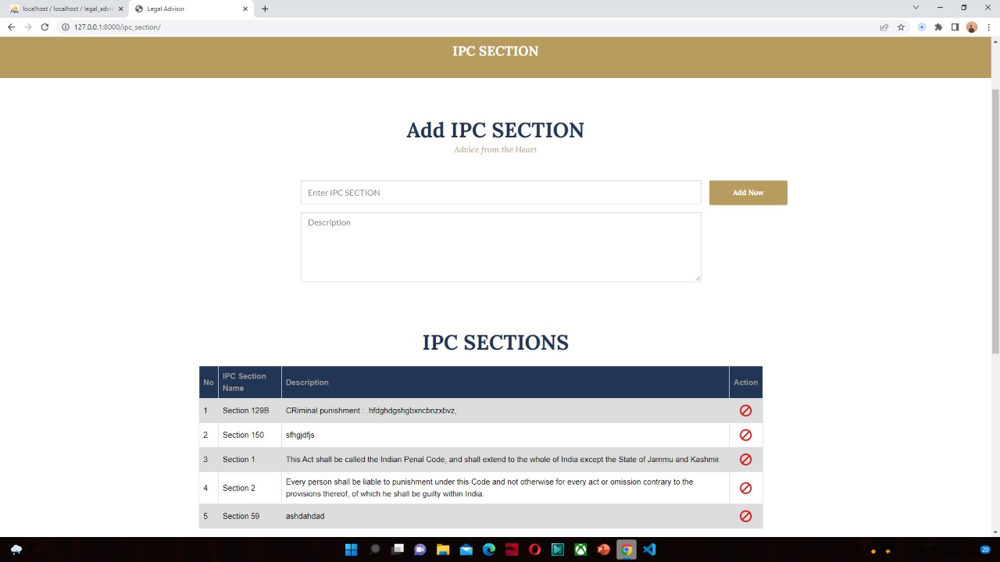 localhost / localhost / legal_advis
Legal Advisor
127.0.0.1:8000/ipc_section/
IPC SECTION
Add IPC SECTION
Advice from the Heart
Enter IPC SECTION
Add Now
Description
IPC SECTIONS
No IPC Section Name Description Action
1 Section 129B CRiminal punishment : .hfdghdgshgbxncbnzxbvz,
2 Section 150 sfhgjdfjs
3 Section 1 This Act shall be called the Indian Penal Code, and shall extend to the whole of India except the State of Jammu and Kashmir.
4 Section 2 Every person shall be liable to punishment under this Code and not otherwise for every act or omission contrary to the
provisions thereof, of which he shall be guilty within India.
5 Section 59 ashdahdad
20